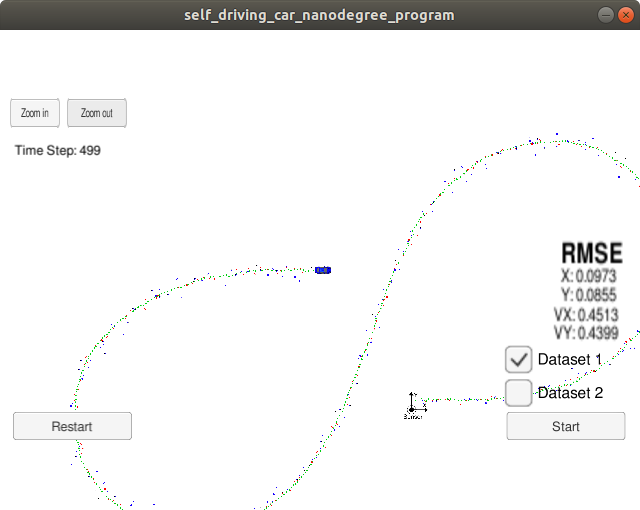 self_driving_car_nanodegree_program
Zoom in
Zoom out
Time Step: 499
RMSE
X: 0.0973
Y: 0.0855
VX: 0.4513
VY: 0.4399
Dataset 1
Dataset 2
Y
X
Sensor
Restart
Start